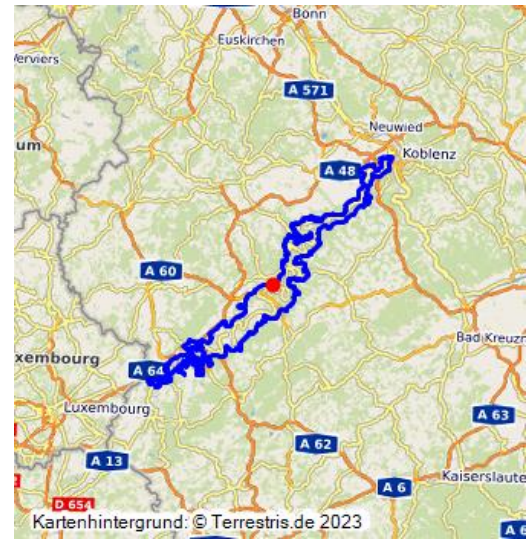 Bonn
Euskirchen
Verviers
A 571
Neuwied
Koblenz
A 48
A 60
Bad Kreuzn
xembourg
A 64
Luxembourg
A 63
A 62
A 13
Kaiserslaute
A 6
D 654
Kartenhintergrund: © Terrestris.de 2023